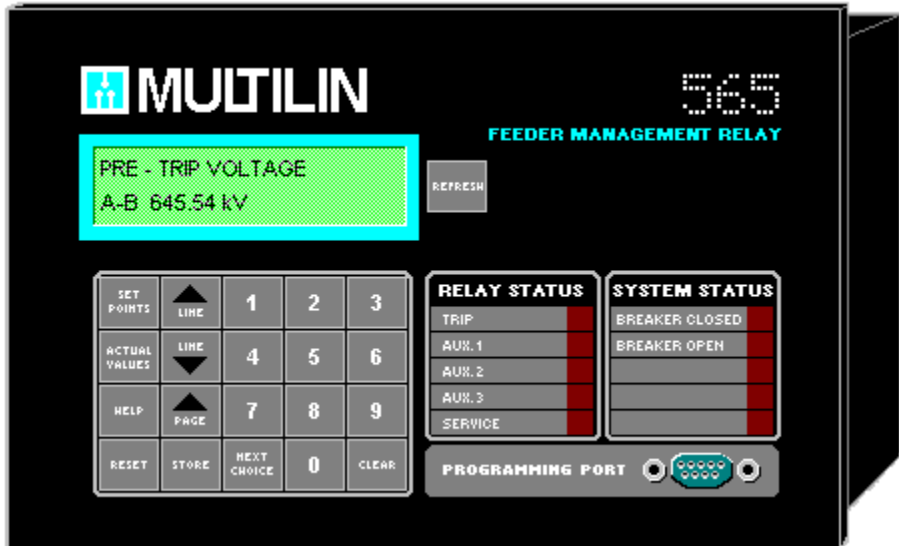 MULTILIN
565
FEEDER MANAGEMENT RELAY
PRE - TRIP VOLTAGE
A-B 645.54 kV
REFRESH
SET POINTS
LINE
1
2
3
ACTUAL VALUES
LINE
4
5
6
HELP
PAGE
7
8
9
RESET
STORE
NEXT CHOICE
0
CLEAR
RELAY STATUS
TRIP
AUX.1
AUX.2
AUX.3
SERVICE
SYSTEM STATUS
BREAKER CLOSED
BREAKER OPEN
PROGRAMMING PORT